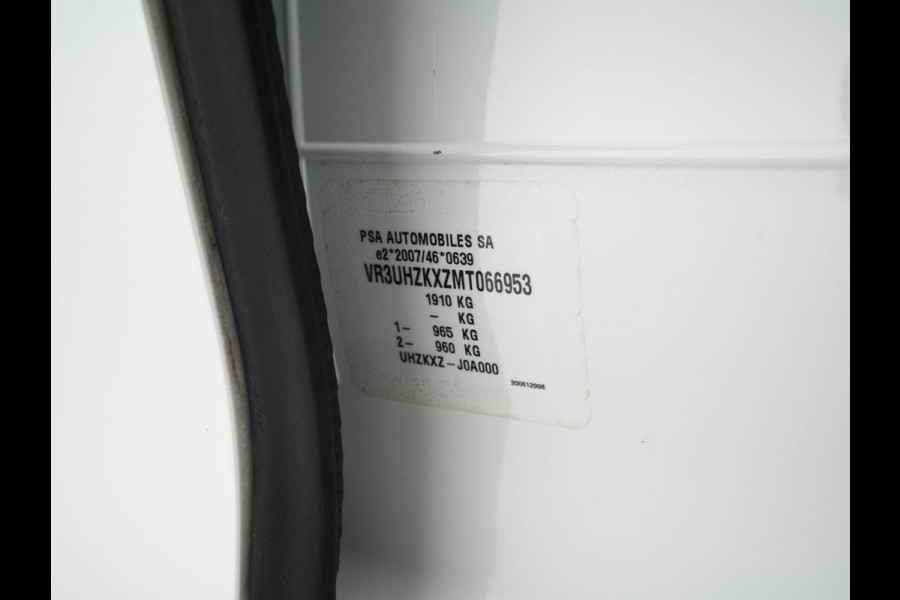 PSA AUTOMOBILES SA
e2*2007/46*0639
VR3UHZKXZMT066953
1910 KG
- KG
1- 965 KG
2- 960 KG
UHZKXZ-J0A000
200612998